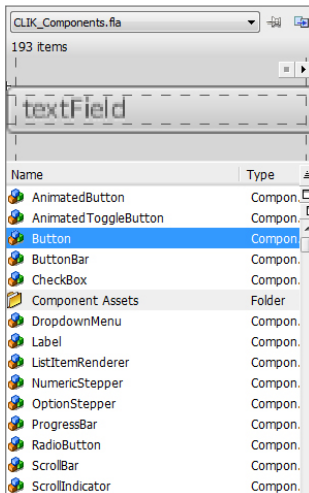 CLIK_Components.fla
193 items
textField
Name Type
AnimatedButton Compon.
AnimatedToggleButton Compon.
Button Compon.
ButtonBar Compon.
CheckBox Compon.
Component Assets Folder
DropdownMenu Compon.
Label Compon.
ListItemRenderer Compon.
NumericStepper Compon.
OptionStepper Compon.
ProgressBar Compon.
RadioButton Compon.
ScrollBar Compon.
ScrollIndicator Compon.